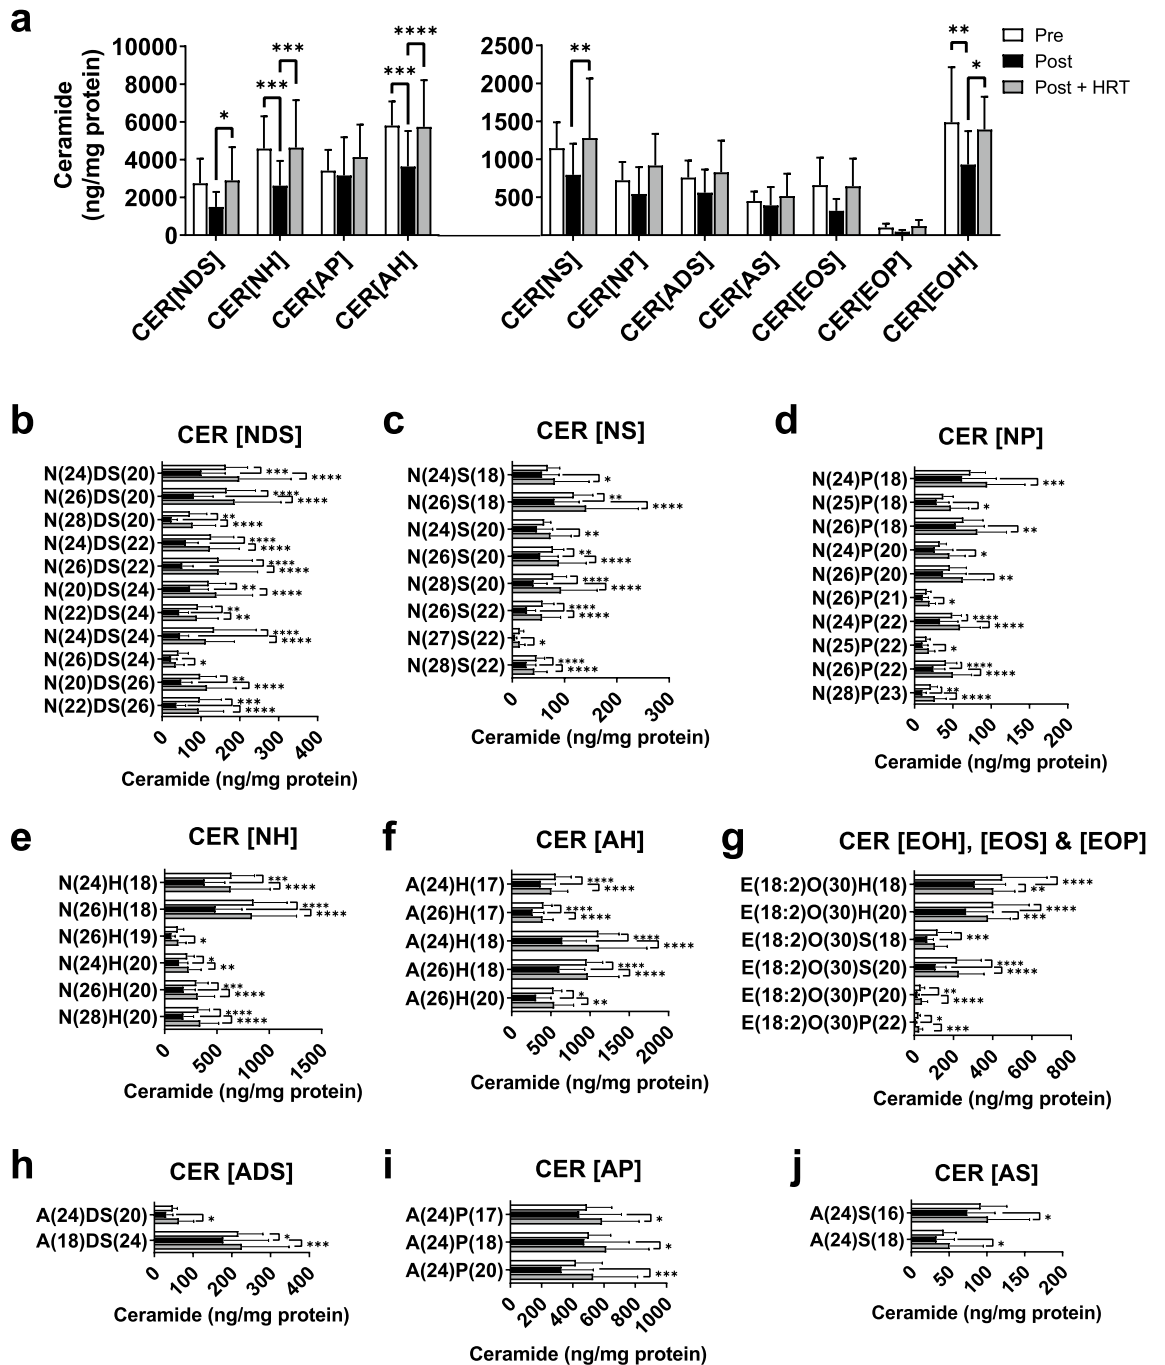 a
Ceramide
(ng/mg protein)
10000
8000
6000
4000
2000
0
2500
2000
1500
1000
500
*
***
***
***
****
**
**
*
Pre
Post
Post + HRT
CER[NDS]
CER[NH]
CER[AP]
CER[AH]
CER[NS]
CER[NP]
CER[ADS]
CER[AS]
CER[EOS]
CER[EOP]
CER[EOH]
b
CER [NDS]
N(24)DS(20) *** ****
N(26)DS(20) **** ****
N(28)DS(20) ** ****
N(24)DS(22) **** ****
N(26)DS(22) **** ****
N(20)DS(24) ** ****
N(22)DS(24) ** **
N(24)DS(24) **** ****
N(26)DS(24) *
N(20)DS(26) ** ****
N(22)DS(26) *** ****
0 100 200 300 400
Ceramide (ng/mg protein)
c
CER [NS]
N(24)S(18) *
N(26)S(18) ** ****
N(24)S(20) **
N(26)S(20) ** ****
N(28)S(20) **** ****
N(26)S(22) **** ****
N(27)S(22) *
N(28)S(22) **** ****
0 100 200 300
Ceramide (ng/mg protein)
d
CER [NP]
N(24)P(18) ***
N(25)P(18) *
N(26)P(18) **
N(24)P(20) *
N(26)P(20) **
N(26)P(21) *
N(24)P(22) **** ****
N(25)P(22) *
N(26)P(22) **** ****
N(28)P(23) ** ****
0 50 100 150 200
Ceramide (ng/mg protein)
e
CER [NH]
N(24)H(18) *** ****
N(26)H(18) **** ****
N(26)H(19) *
N(24)H(20) * **
N(26)H(20) *** ****
N(28)H(20) **** ****
0 500 1000 1500
Ceramide (ng/mg protein)
f
CER [AH]
A(24)H(17) **** ****
A(26)H(17) **** ****
A(24)H(18) **** ****
A(26)H(18) **** ****
A(26)H(20) * **
0 500 1000 1500 2000
Ceramide (ng/mg protein)
g
CER [EOH], [EOS] & [EOP]
E(18:2)O(30)H(18) **** **
E(18:2)O(30)H(20) **** ***
E(18:2)O(30)S(18) ***
E(18:2)O(30)S(20) **** ****
E(18:2)O(30)P(20) ** ****
E(18:2)O(30)P(22) * ***
0 200 400 600 800
Ceramide (ng/mg protein)
h
CER [ADS]
A(24)DS(20) *
A(18)DS(24) * ***
0 100 200 300 400
Ceramide (ng/mg protein)
i
CER [AP]
A(24)P(17) *
A(24)P(18) *
A(24)P(20) ***
0 200 400 600 800 1000
Ceramide (ng/mg protein)
j
CER [AS]
A(24)S(16) *
A(24)S(18) *
0 50 100 150 200
Ceramide (ng/mg protein)